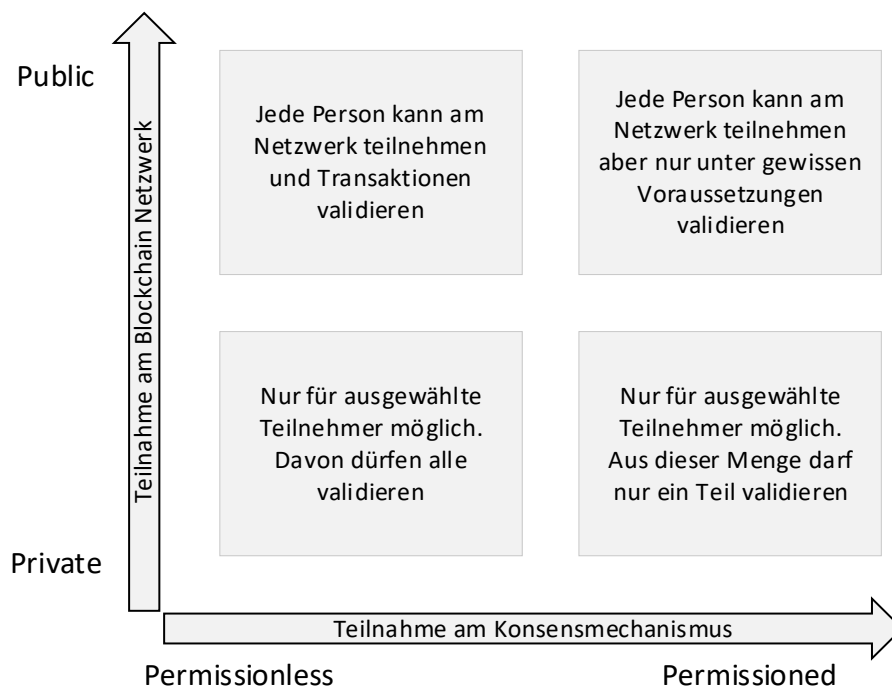 Public
Teilnahme am Blockchain Netzwerk
Jede Person kann am
Netzwerk teilnehmen
und Transaktionen
validieren
Jede Person kann am
Netzwerk teilnehmen
aber nur unter gewissen
Voraussetzungen
validieren
Nur für ausgewählte
Teilnehmer möglich.
Davon dürfen alle
validieren
Nur für ausgewählte
Teilnehmer möglich.
Aus dieser Menge darf
nur ein Teil validieren
Private
Teilnahme am Konsensmechanismus
Permissionless
Permissioned